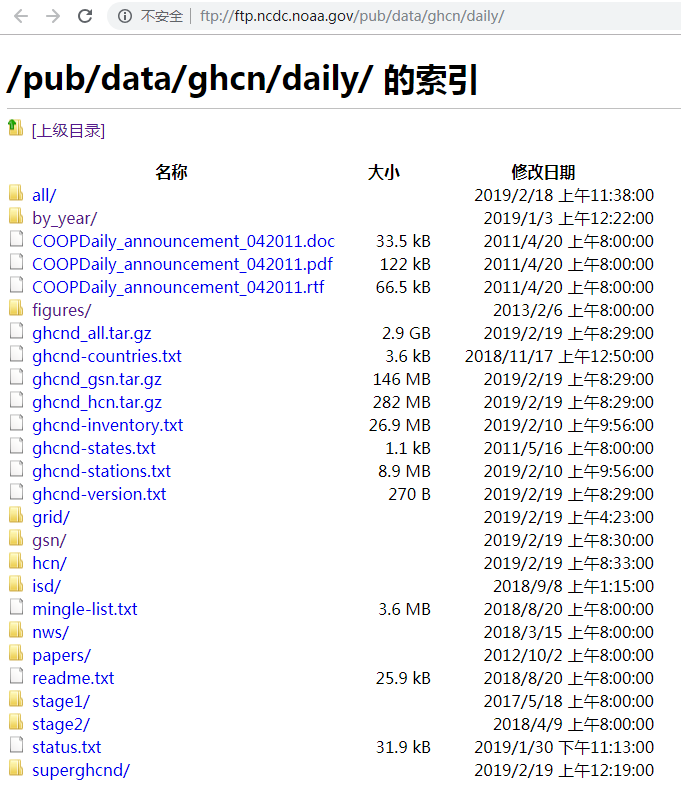 不安全 ftp://ftp.ncdc.noaa.gov/pub/data/ghcn/daily/
/pub/data/ghcn/daily/ 的索引
[上级目录]
名称 大小 修改日期
all/ 2019/2/18 上午11:38:00
by_year/ 2019/1/3 上午12:22:00
COOPDaily_announcement_042011.doc 33.5 kB 2011/4/20 上午8:00:00
COOPDaily_announcement_042011.pdf 122 kB 2011/4/20 上午8:00:00
COOPDaily_announcement_042011.rtf 66.5 kB 2011/4/20 上午8:00:00
figures/ 2013/2/6 上午8:00:00
ghcnd_all.tar.gz 2.9 GB 2019/2/19 上午8:29:00
ghcnd-countries.txt 3.6 kB 2018/11/17 上午12:50:00
ghcnd_gsn.tar.gz 146 MB 2019/2/19 上午8:29:00
ghcnd_hcn.tar.gz 282 MB 2019/2/19 上午8:29:00
ghcnd-inventory.txt 26.9 MB 2019/2/10 上午9:56:00
ghcnd-states.txt 1.1 kB 2011/5/16 上午8:00:00
ghcnd-stations.txt 8.9 MB 2019/2/10 上午9:56:00
ghcnd-version.txt 270 B 2019/2/19 上午8:29:00
grid/ 2019/2/19 上午4:23:00
gsn/ 2019/2/19 上午8:30:00
hcn/ 2019/2/19 上午8:33:00
isd/ 2018/9/8 上午1:15:00
mingle-list.txt 3.6 MB 2018/8/20 上午8:00:00
nws/ 2018/3/15 上午8:00:00
papers/ 2012/10/2 上午8:00:00
readme.txt 25.9 kB 2018/8/20 上午8:00:00
stage1/ 2017/5/18 上午8:00:00
stage2/ 2018/4/9 上午8:00:00
status.txt 31.9 kB 2019/1/30 下午11:13:00
superghcnd/ 2019/2/19 上午12:19:00